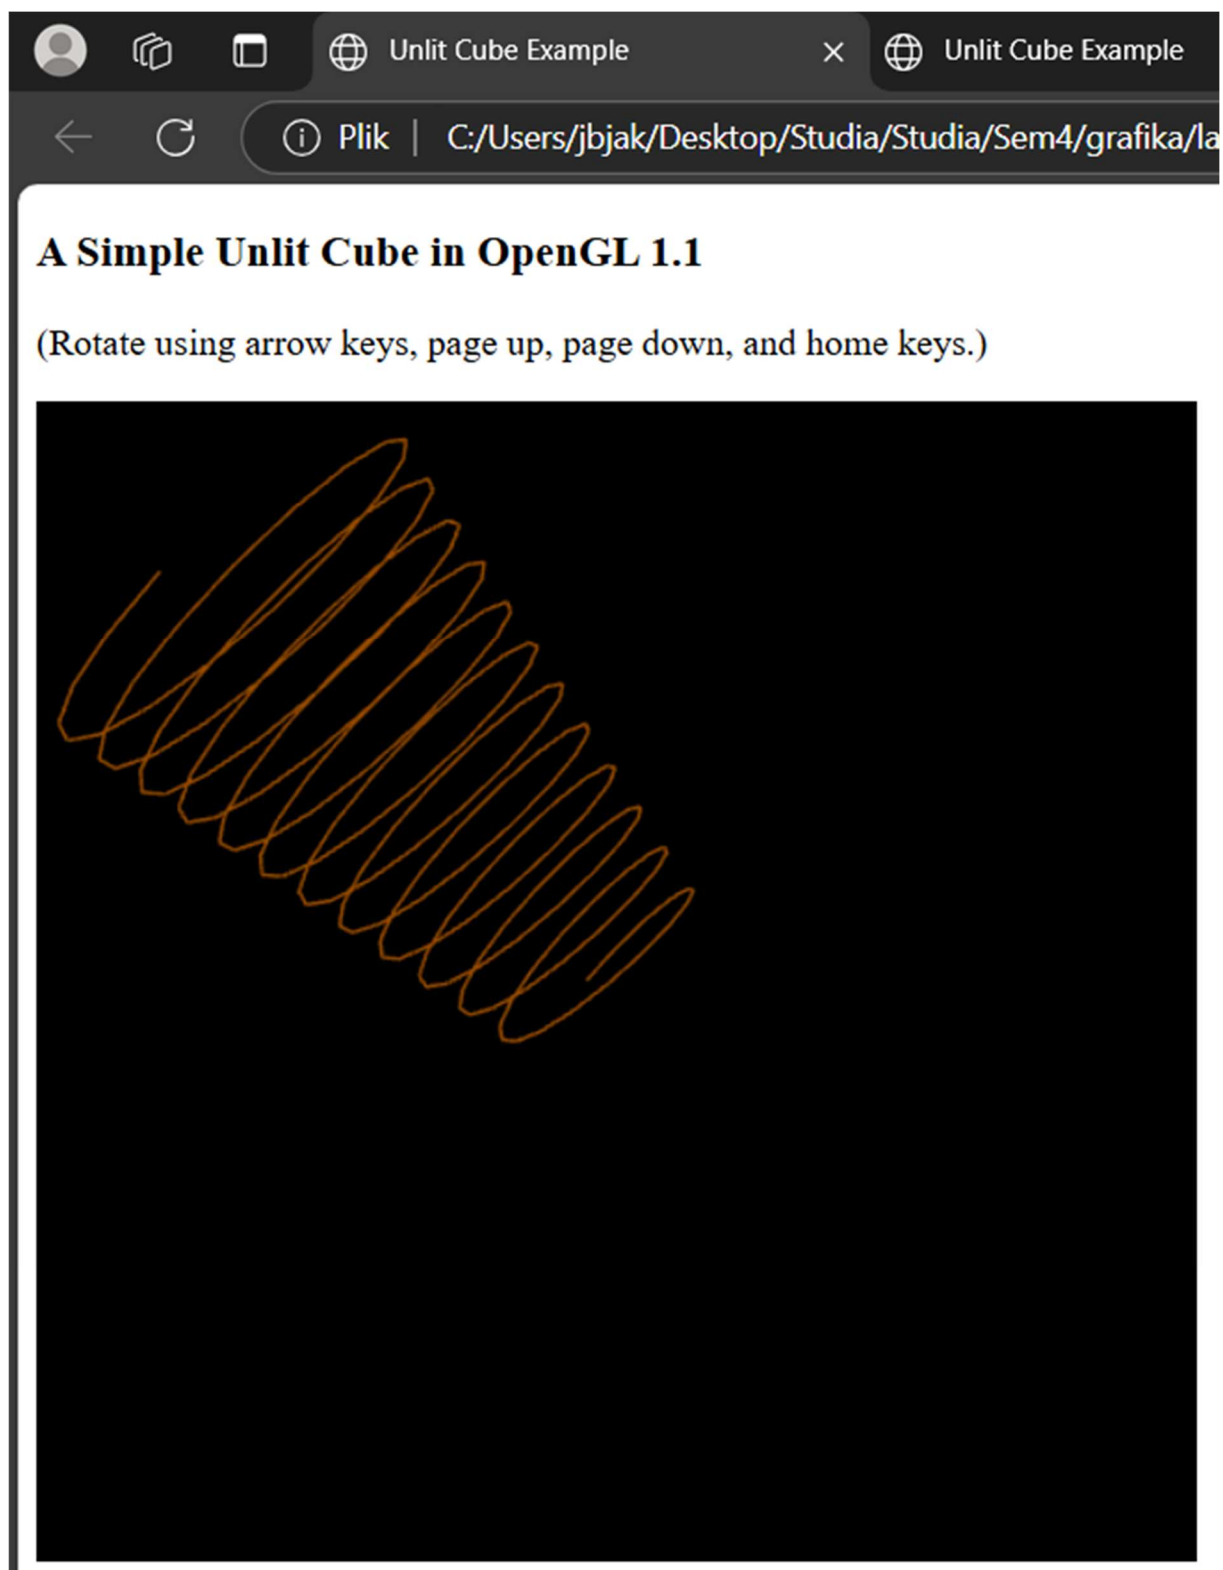 Unlit Cube Example
Unlit Cube Example
Plik | C:/Users/jbjak/Desktop/Studia/Studia/Sem4/grafika/la
A Simple Unlit Cube in OpenGL 1.1
(Rotate using arrow keys, page up, page down, and home keys.)